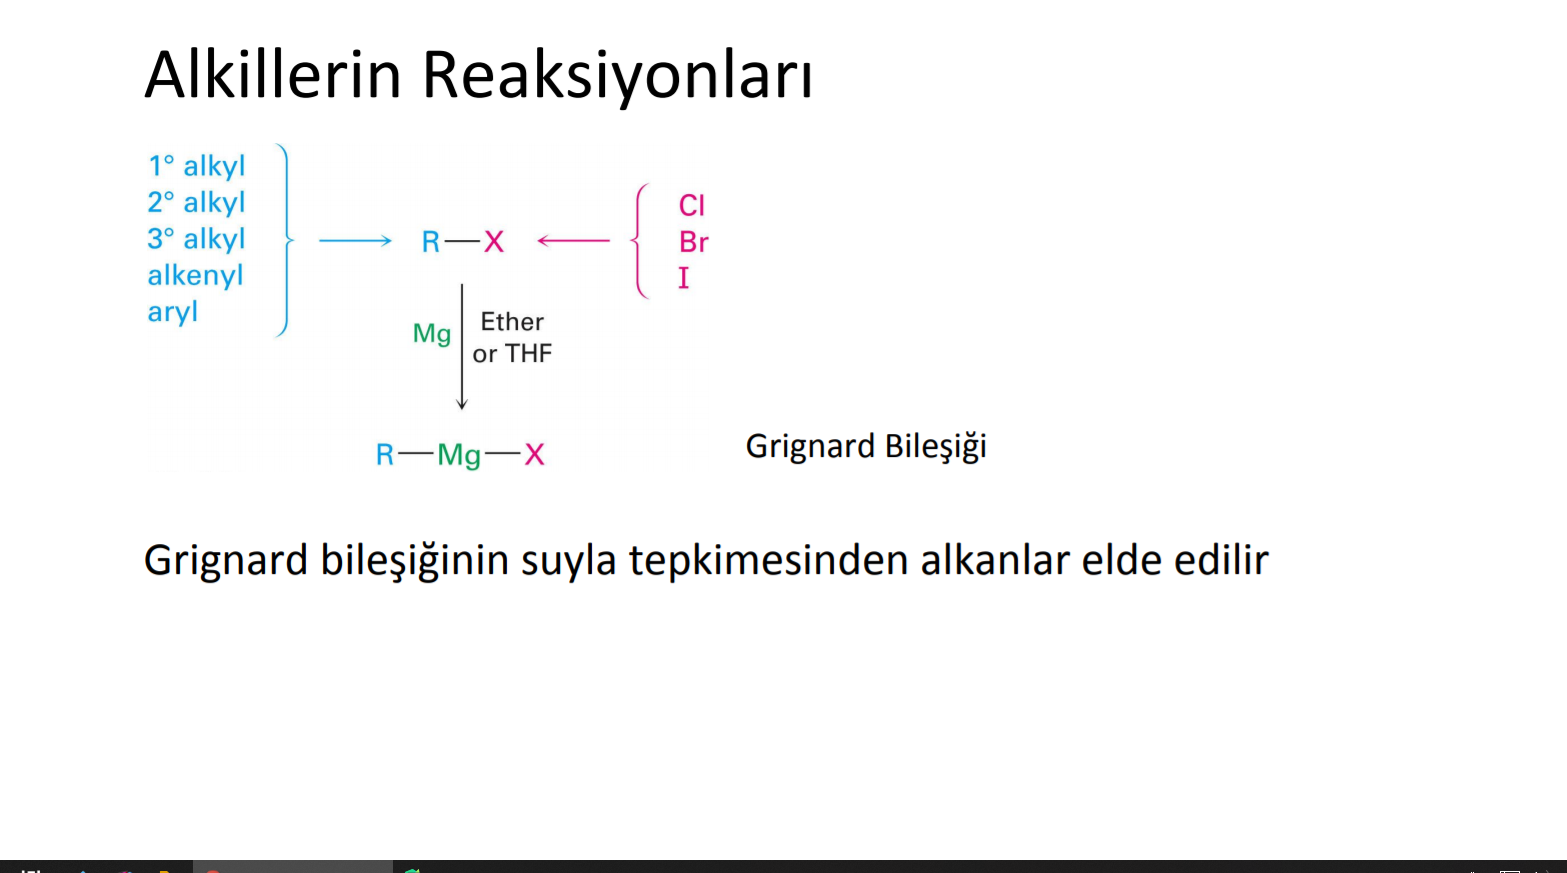 Alkillerin Reaksiyonları
1° alkyl
2° alkyl
3° alkyl
alkenyl
aryl
R—X
Cl
Br
I
Mg
Ether
or THF
R—Mg—X
Grignard Bileşiği
Grignard bileşiğinin suyla tepkimesinden alkanlar elde edilir